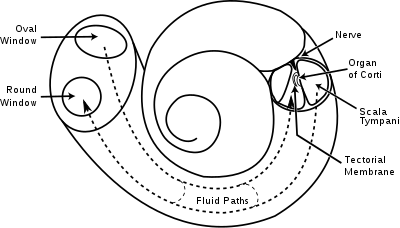 Oval
Window
Round
Window
Nerve
Organ
of Corti
Scala
Tympani
Tectorial
Membrane
Fluid Paths